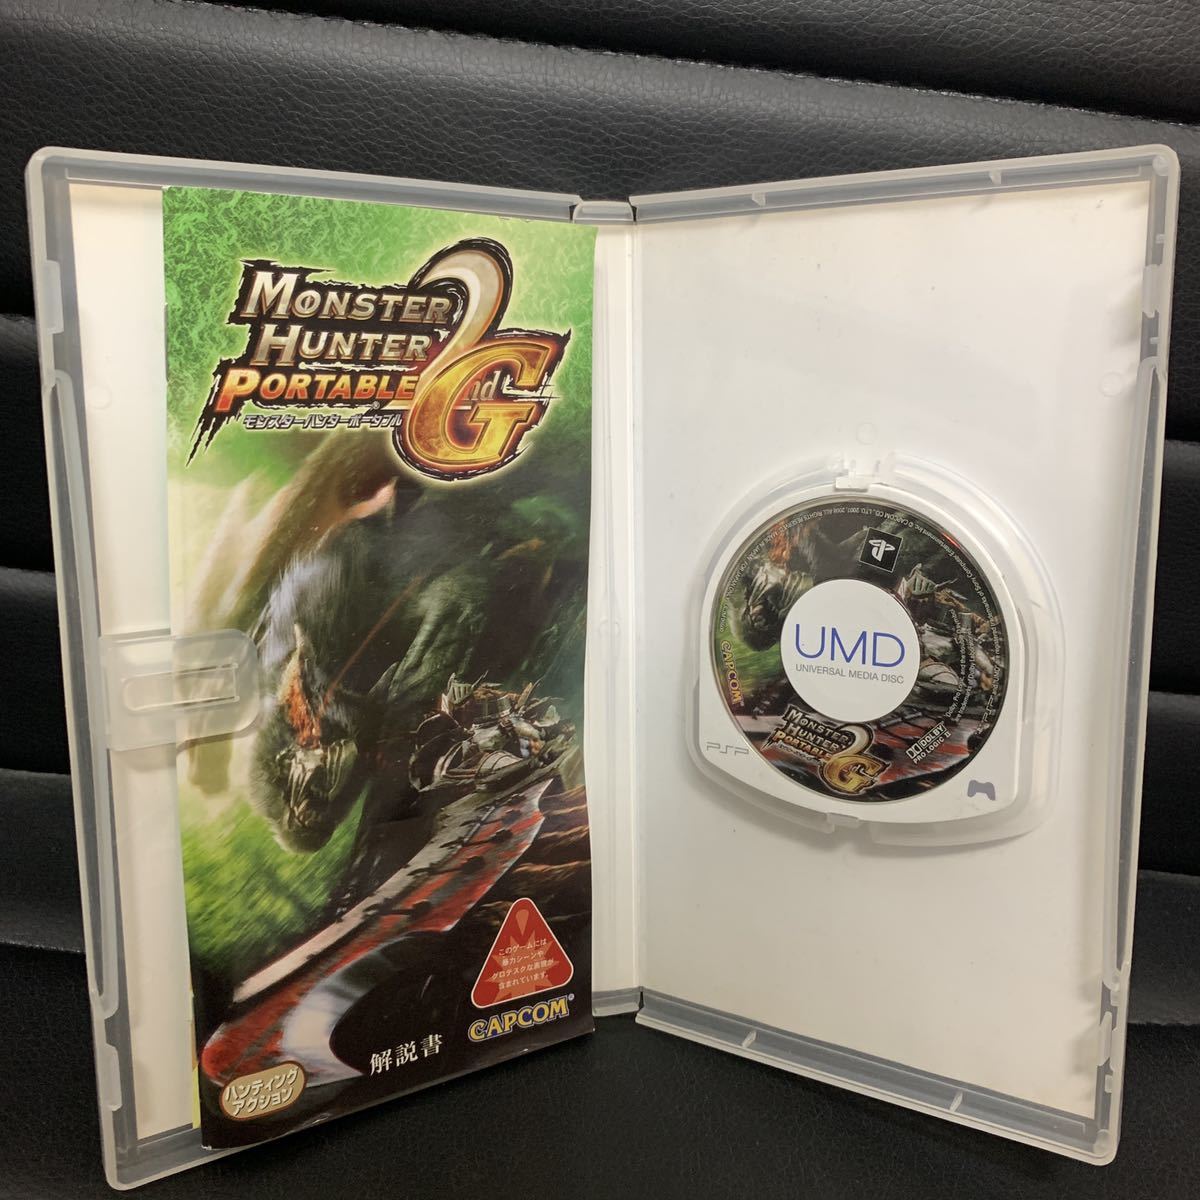 MONSTER
HUNTER
PORTABLE 2nd G
モンスターハンターポータブル
このゲームには
暴力シーンや
グロテスクな表現が
含まれています。
CAPCOM
解説書
ハンティング
アクション
UMD
UNIVERSAL MEDIA DISC
CAPCOM
MONSTER
HUNTER
PORTABLE 2nd G
DOLBY
PRO LOGIC II
PSP